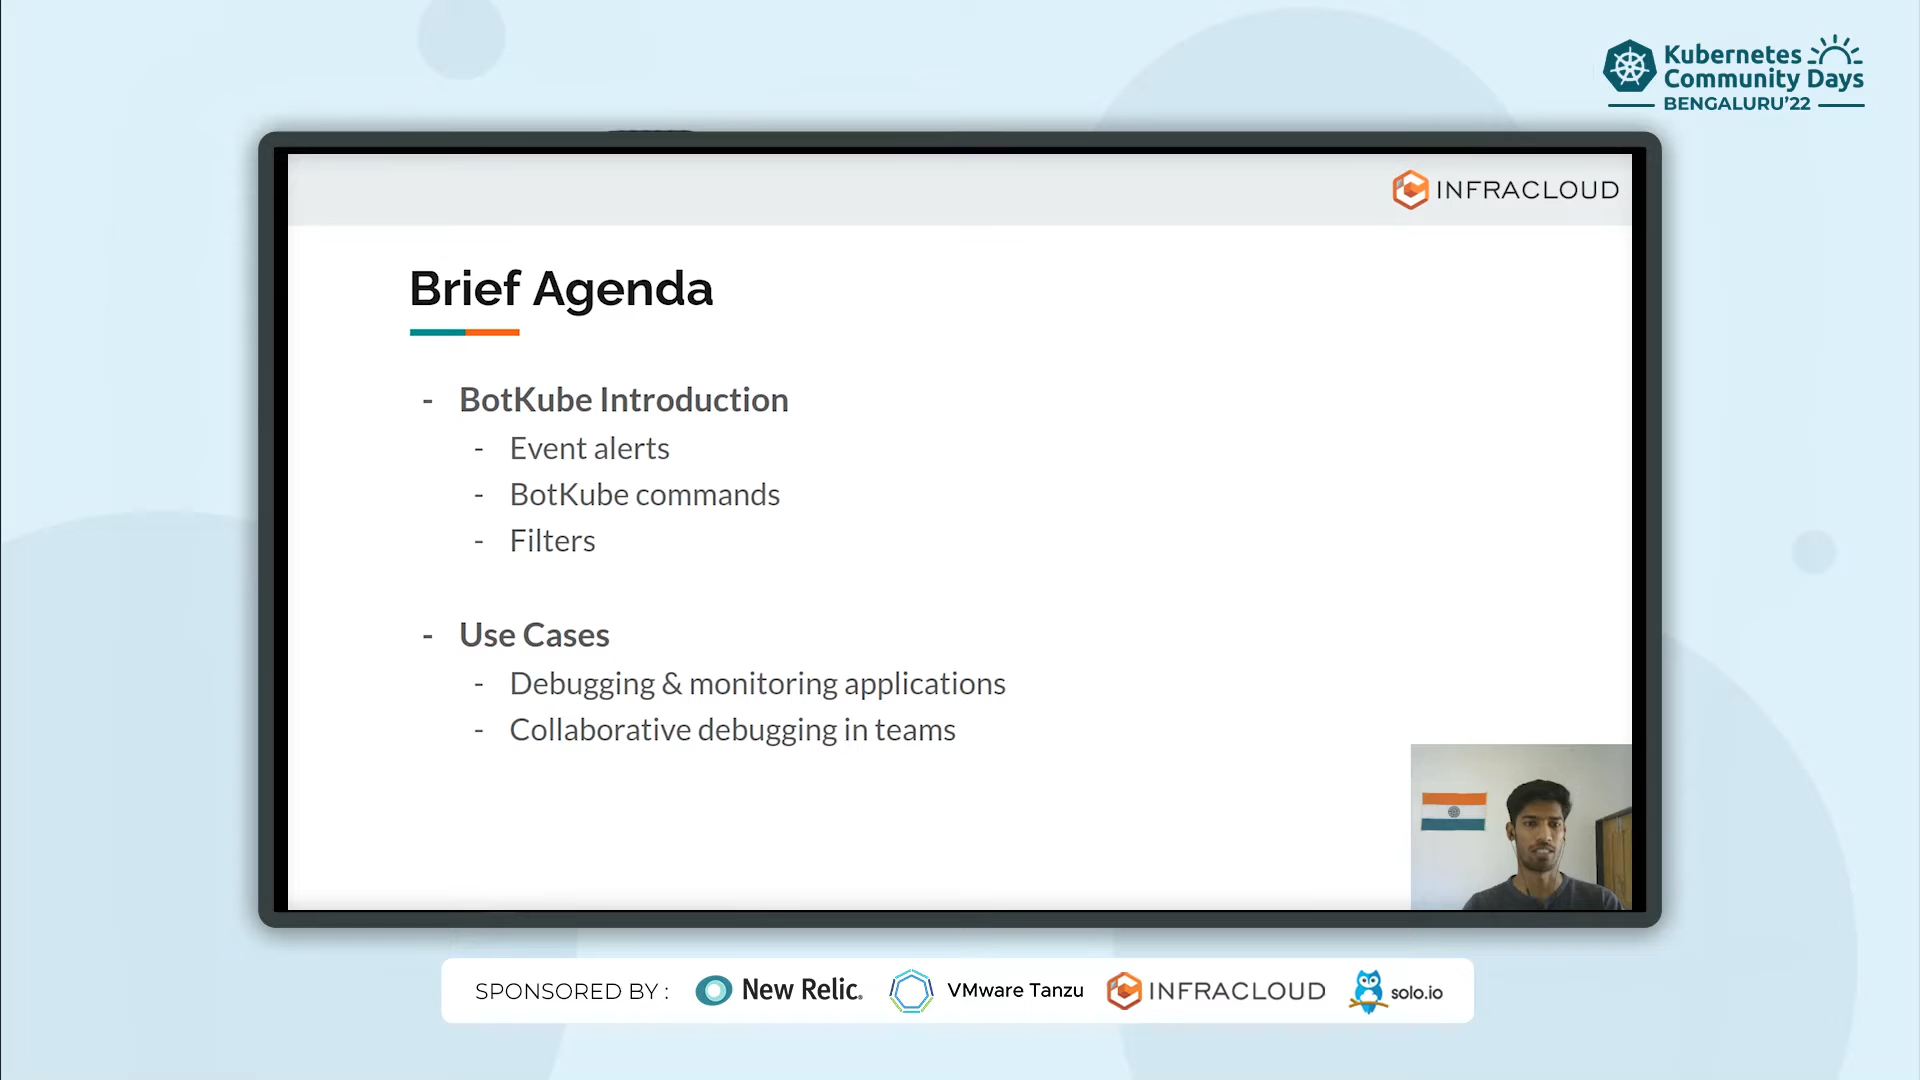 Kubernetes
Community Days
BENGALURU'22
INFRACLOUD
Brief Agenda
- BotKube Introduction
- Event alerts
- BotKube commands
- Filters
- Use Cases
- Debugging & monitoring applications
- Collaborative debugging in teams
SPONSORED BY : New Relic. VMware Tanzu INFRACLOUD solo.io